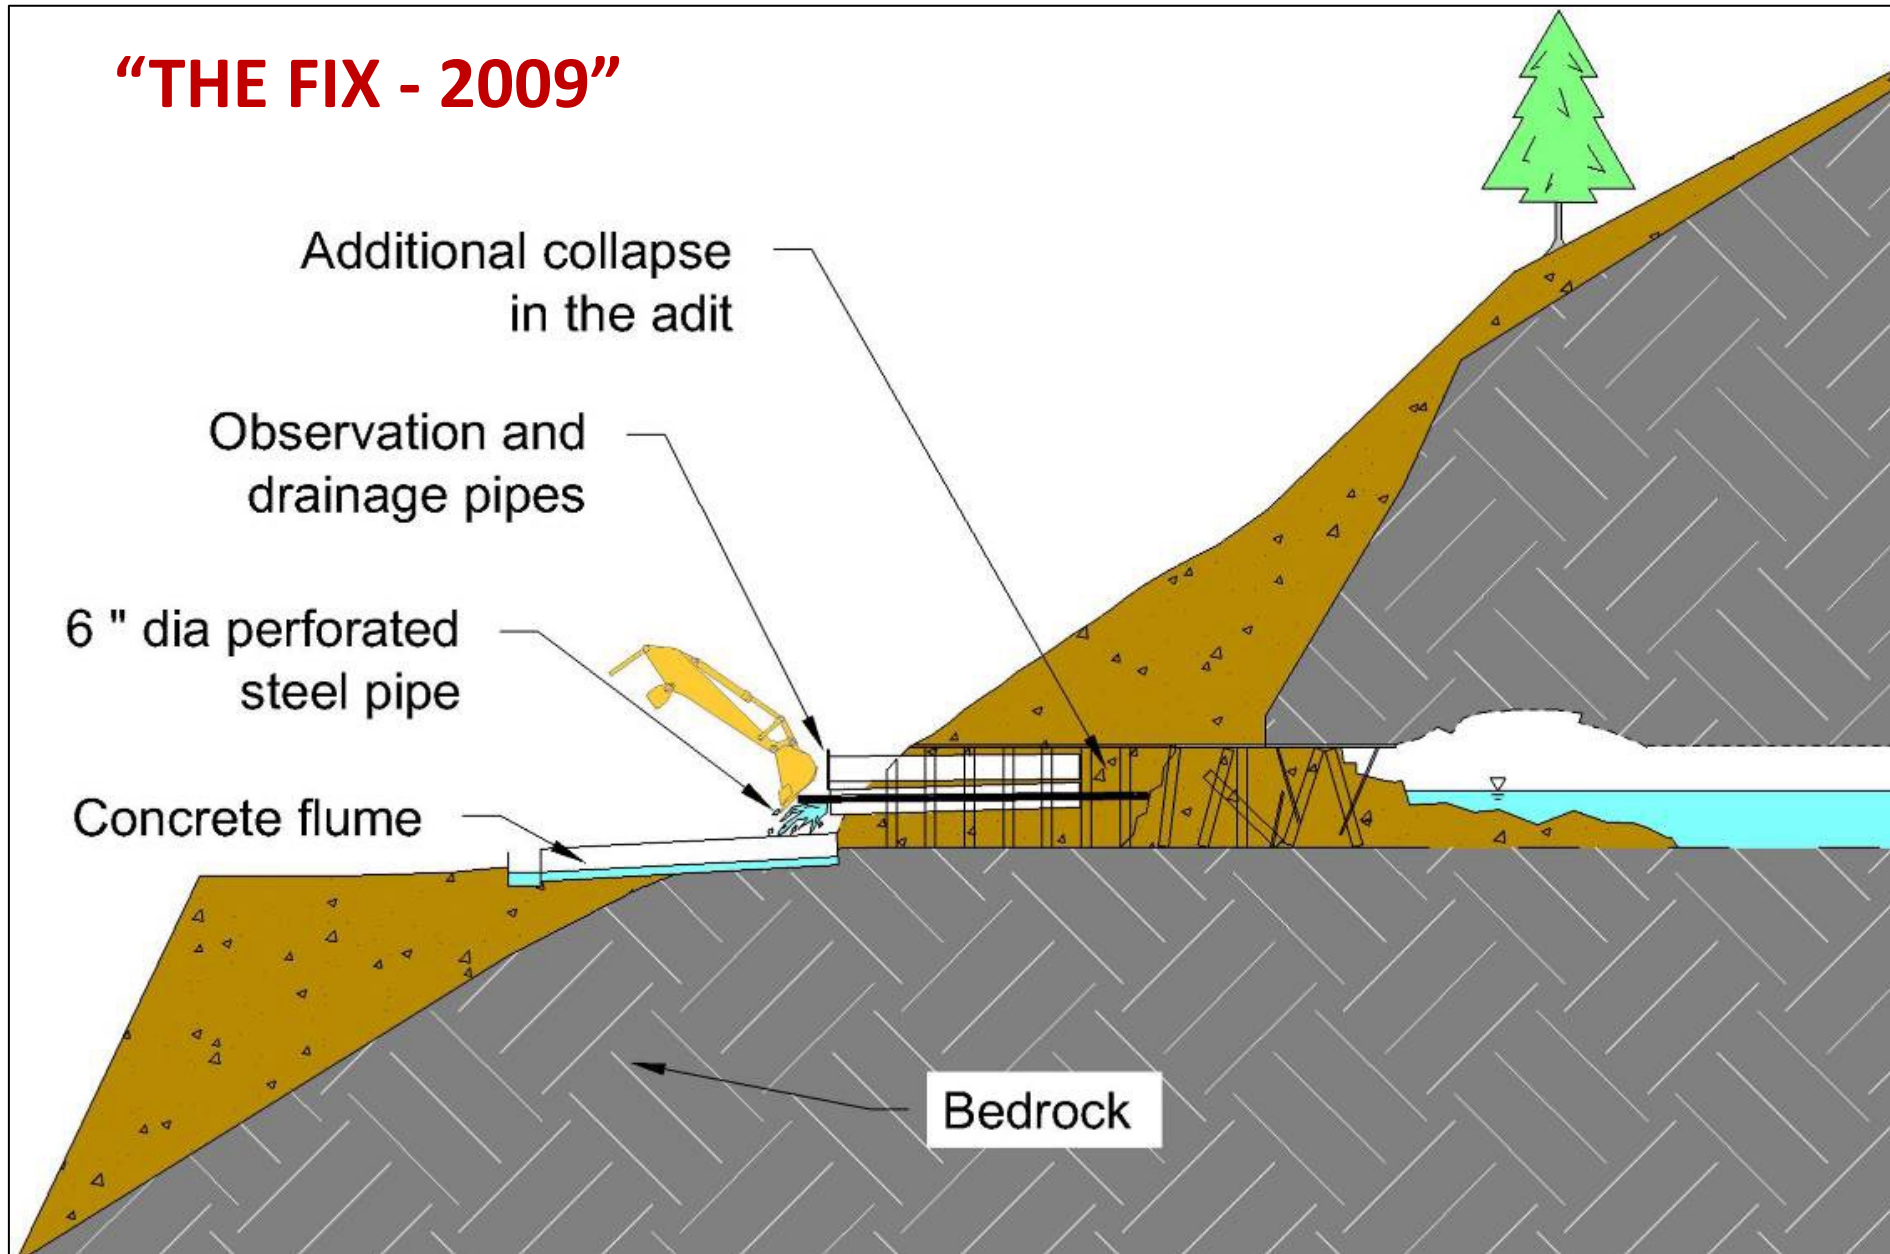 “THE FIX - 2009”
Additional collapse
in the adit
Observation and
drainage pipes
6 " dia perforated
steel pipe
Concrete flume
Bedrock